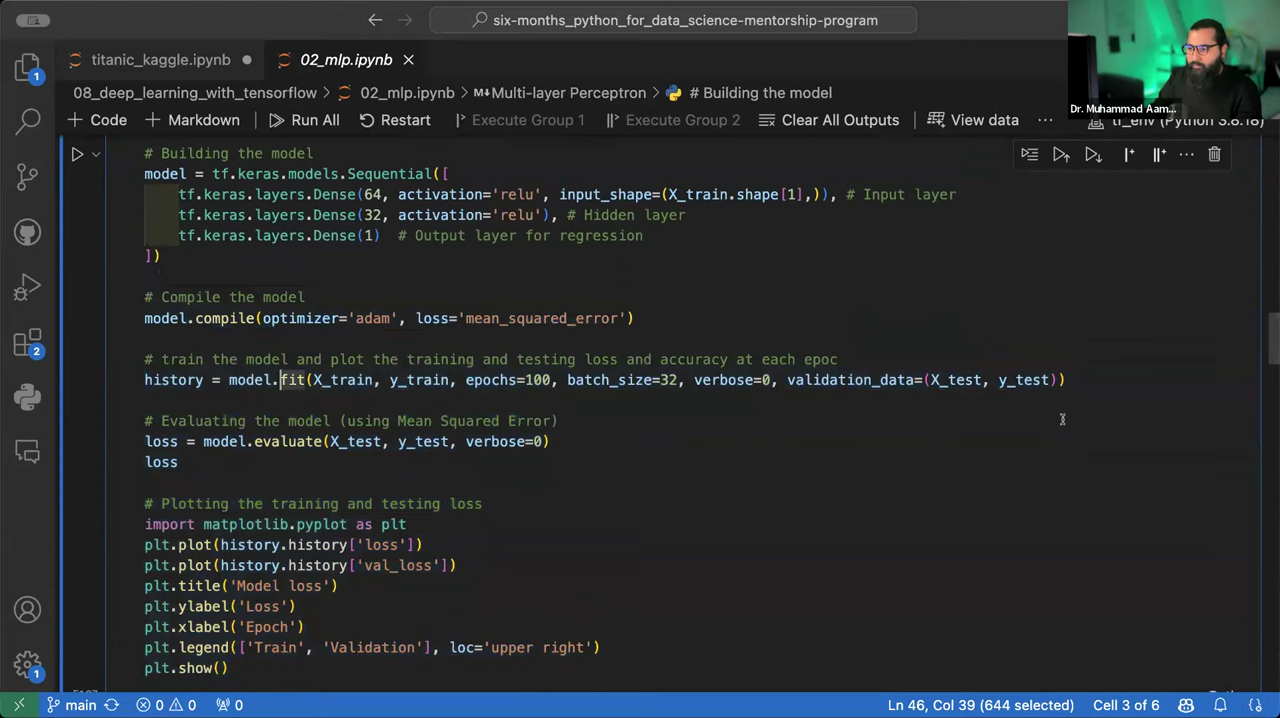 six-months_python_for_data_science-mentorship-program
titanic_kaggle.ipynb
02_mlp.ipynb
Dr. Muhammad Aam...
08_deep_learning_with_tensorflow > 02_mlp.ipynb > Multi-layer Perceptron > # Building the model
+ Code + Markdown Run All Restart Execute Group 1 Execute Group 2 Clear All Outputs View data ... tf_env (Python 3.8.18)
# Building the model
model = tf.keras.models.Sequential([
tf.keras.layers.Dense(64, activation='relu', input_shape=(X_train.shape[1],)), # Input layer
tf.keras.layers.Dense(32, activation='relu'), # Hidden layer
tf.keras.layers.Dense(1) # Output layer for regression
])
# Compile the model
model.compile(optimizer='adam', loss='mean_squared_error')
# train the model and plot the training and testing loss and accuracy at each epoc
history = model.fit(X_train, y_train, epochs=100, batch_size=32, verbose=0, validation_data=(X_test, y_test))
# Evaluating the model (using Mean Squared Error)
loss = model.evaluate(X_test, y_test, verbose=0)
loss
# Plotting the training and testing loss
import matplotlib.pyplot as plt
plt.plot(history.history['loss'])
plt.plot(history.history['val_loss'])
plt.title('Model loss')
plt.ylabel('Loss')
plt.xlabel('Epoch')
plt.legend(['Train', 'Validation'], loc='upper right')
plt.show()
1
2
1
main 0 0 0 Ln 46, Col 39 (644 selected) Cell 3 of 6